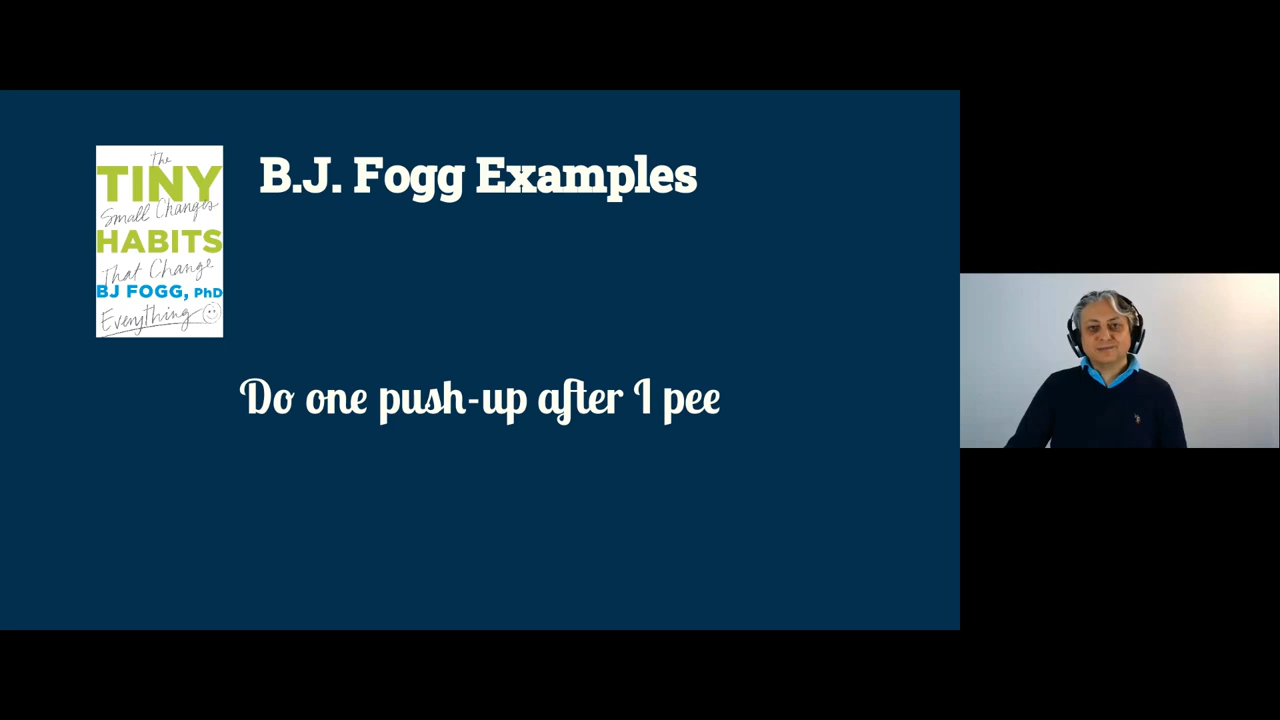 The
TINY
Small Changes
HABITS
That Change
BJ FOGG, PhD
Everything
B.J. Fogg Examples
Do one push-up after I pee